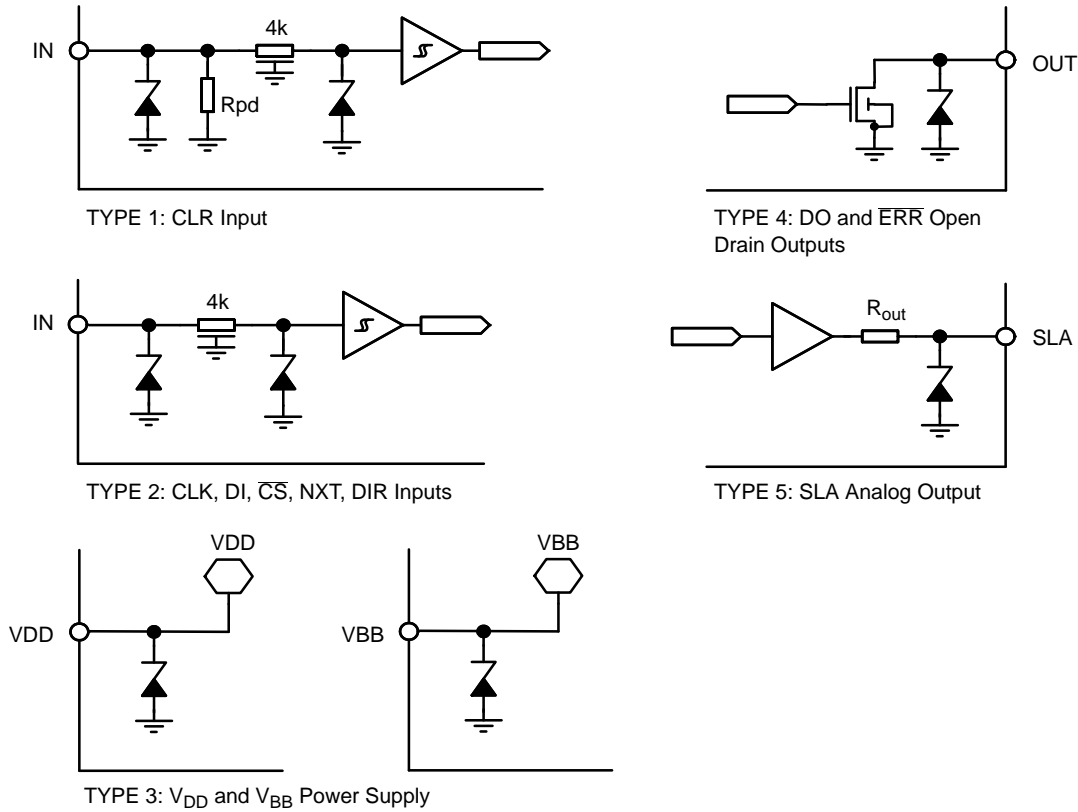 IN
4k
Rpd
TYPE 1: CLR Input
OUT
TYPE 4: DO and ERR Open
Drain Outputs
IN
4k
TYPE 2: CLK, DI, CS, NXT, DIR Inputs
Rout
SLA
TYPE 5: SLA Analog Output
VDD
VDD
VBB
VBB
TYPE 3: VDD and VBB Power Supply